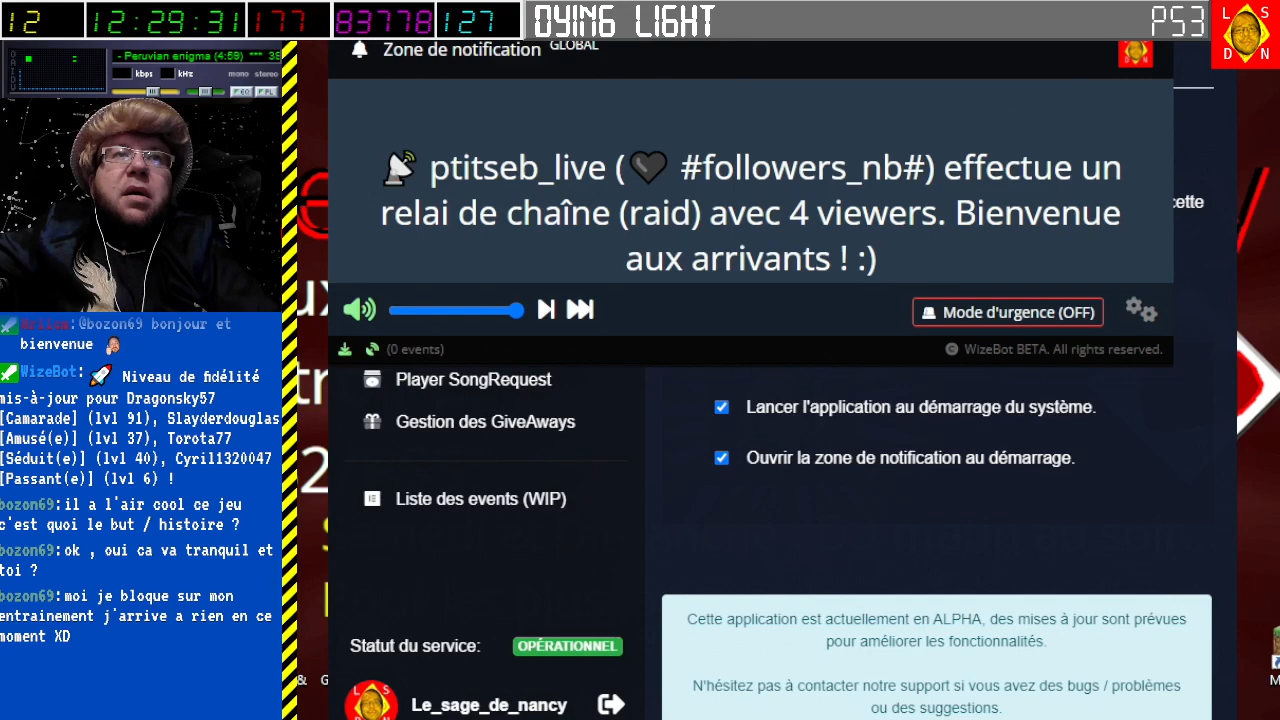 12
12:29:31
177
83778
127
DYING LIGHT
PS3
L S
D N
- Peruvian enigma (4:59) ***
kbps
kHz
mono stereo
EQ
PL
Zone de notification GLOBAL
ptitseb_live ( #followers_nb#) effectue un
relai de chaîne (raid) avec 4 viewers. Bienvenue
aux arrivants ! :)
Mode d'urgence (OFF)
(0 events)
© WizeBot BETA. All rights reserved.
Player SongRequest
Gestion des GiveAways
Liste des events (WIP)
Statut du service:
OPÉRATIONNEL
Le_sage_de_nancy
cette
Lancer l'application au démarrage du système.
Ouvrir la zone de notification au démarrage.
Cette application est actuellement en ALPHA, des mises à jour sont prévues
pour améliorer les fonctionnalités.
N'hésitez pas à contacter notre support si vous avez des bugs / problèmes
ou des suggestions.
@bozon69 bonjour et
bienvenue
WizeBot: Niveau de fidélité
mis-à-jour pour Dragonsky57
[Camarade] (lvl 91), Slayderdouglas
[Amusé(e)] (lvl 37), Torota77
[Séduit(e)] (lvl 40), Cyril1320047
[Passant(e)] (lvl 6) !
bozon69:il a l'air cool ce jeu
c'est quoi le but / histoire ?
bozon69:ok , oui ca va tranquil et
toi ?
bozon69:moi je bloque sur mon
entrainement j'arrive a rien en ce
moment XD
& G